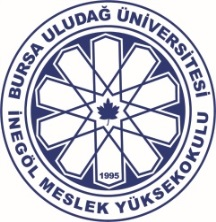 BURSA ULUDAĞ ÜNİVERSİTESİ
İNEGÖL MESLEK YÜKSEKOKULU
1995